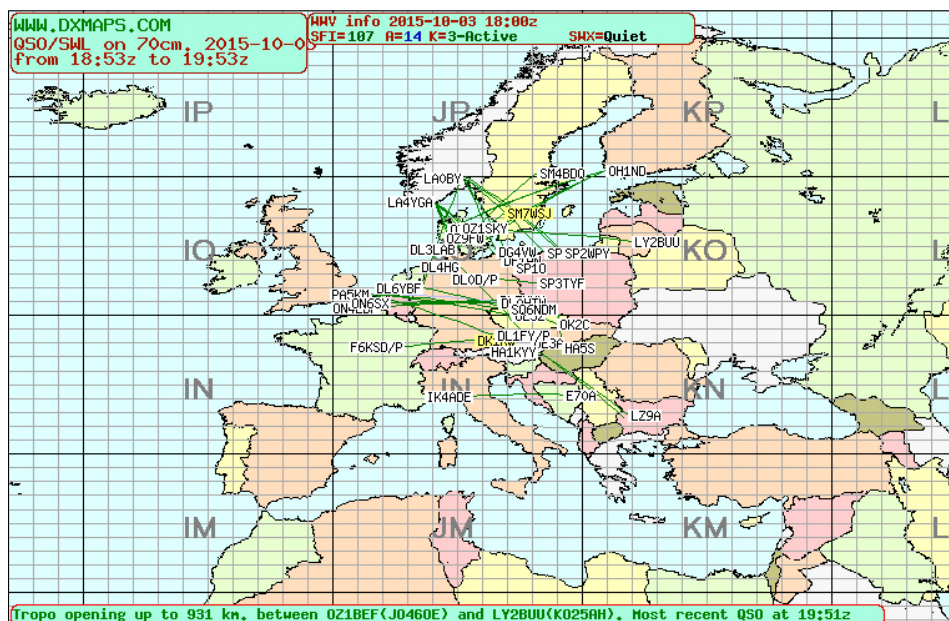 WWW.DXMAPS.COM
QSO/SWL on 70cm. 2015-10-03
from 18:53z to 19:53z
WWV info 2015-10-03 18:00z
SFI=107 A=14 K=3-Active SWX=Quiet
IP JP KP L
LA0BY SM4BDQ OH1ND
LA4YGA SM7WSJ
OZ1SKY
OZ9FW
IO KO L
DL3LAB DG4VW SP SP2WPY LY2BUU
DL4HG SP1O
DL0D/P SP3TYF
DL6YBF
PA5KM
ON6SX
SQ6NDM
OK2C
DL1FY/P
F6KSD/P HA1KYY HA5S
IN JN KN L
IK4ADE E70A
LZ9A
IM JM KM L
Tropo opening up to 931 km. between OZ1BEF(JO46OE) and LY2BUU(KO25AH). Most recent QSO at 19:51z